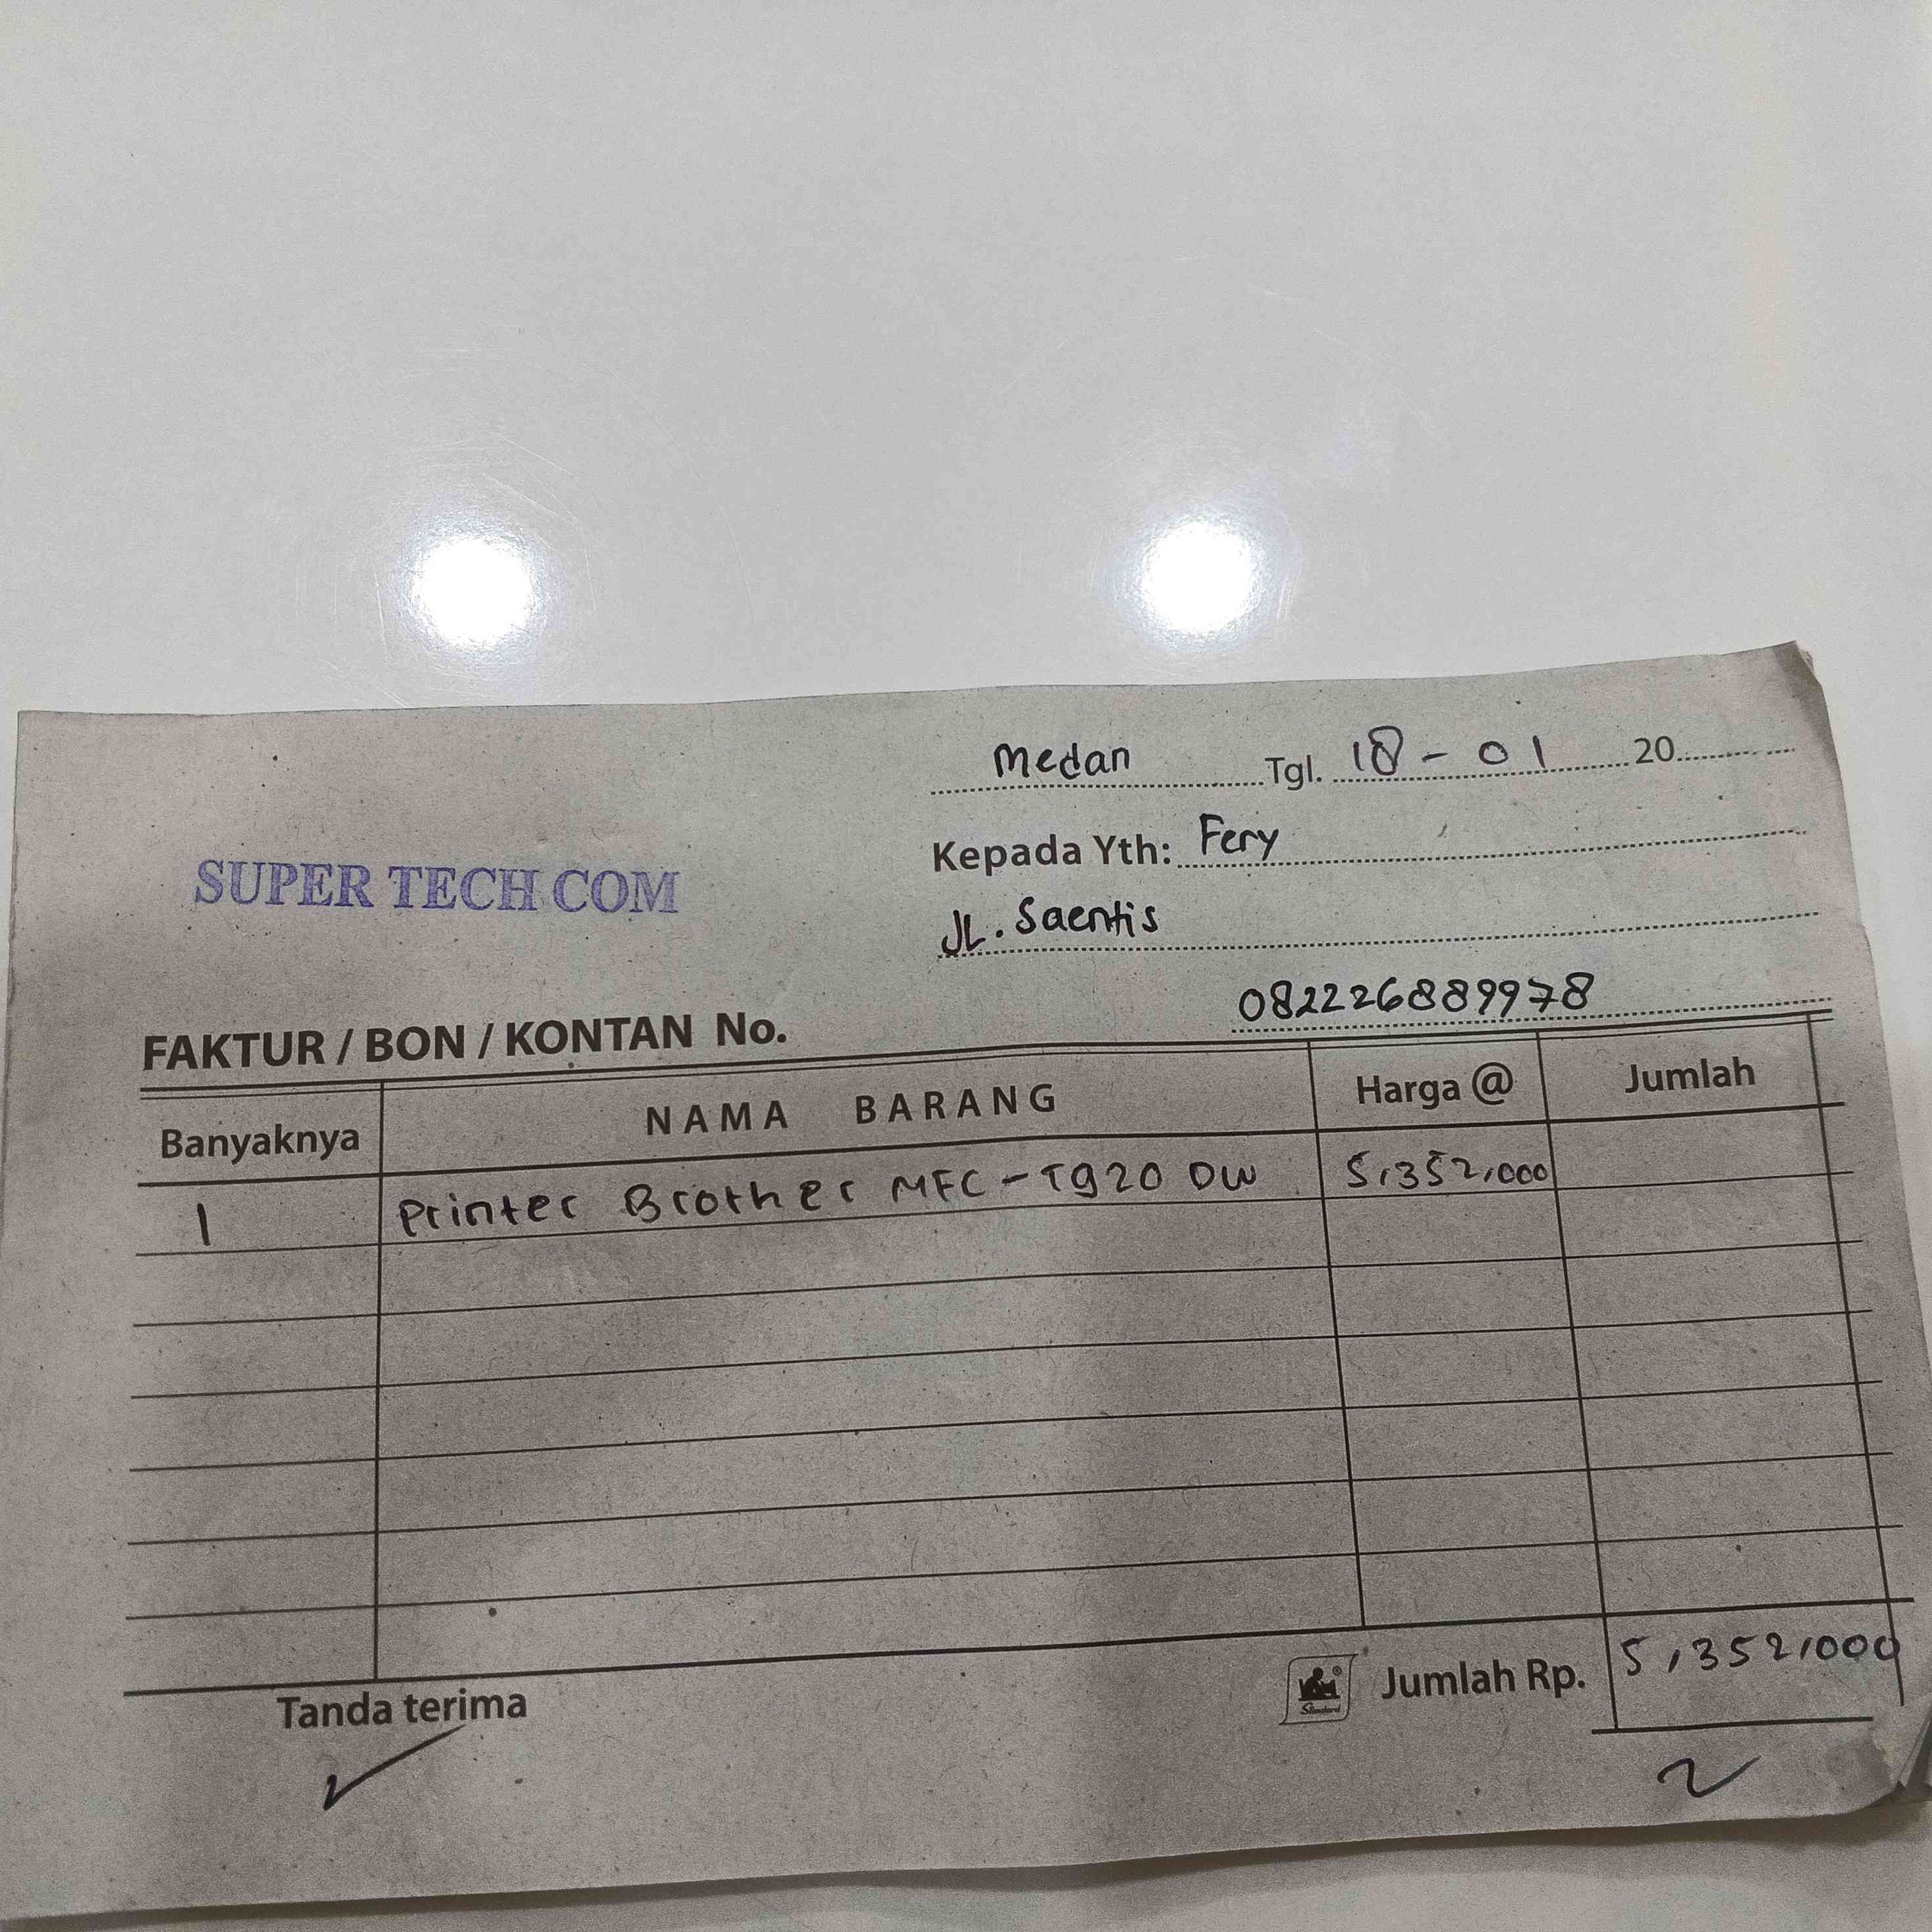 Medan Tgl. 18 - 01 20
Kepada Yth: Fery
SUPER TECH COM
JL. Saentis
082226889978
FAKTUR / BON / KONTAN No.
Banyaknya NAMA BARANG Harga @ Jumlah
1 Printer Brother MFC-T920 DW 5,352,000
Tanda terima Jumlah Rp. 5,352,000
Standard